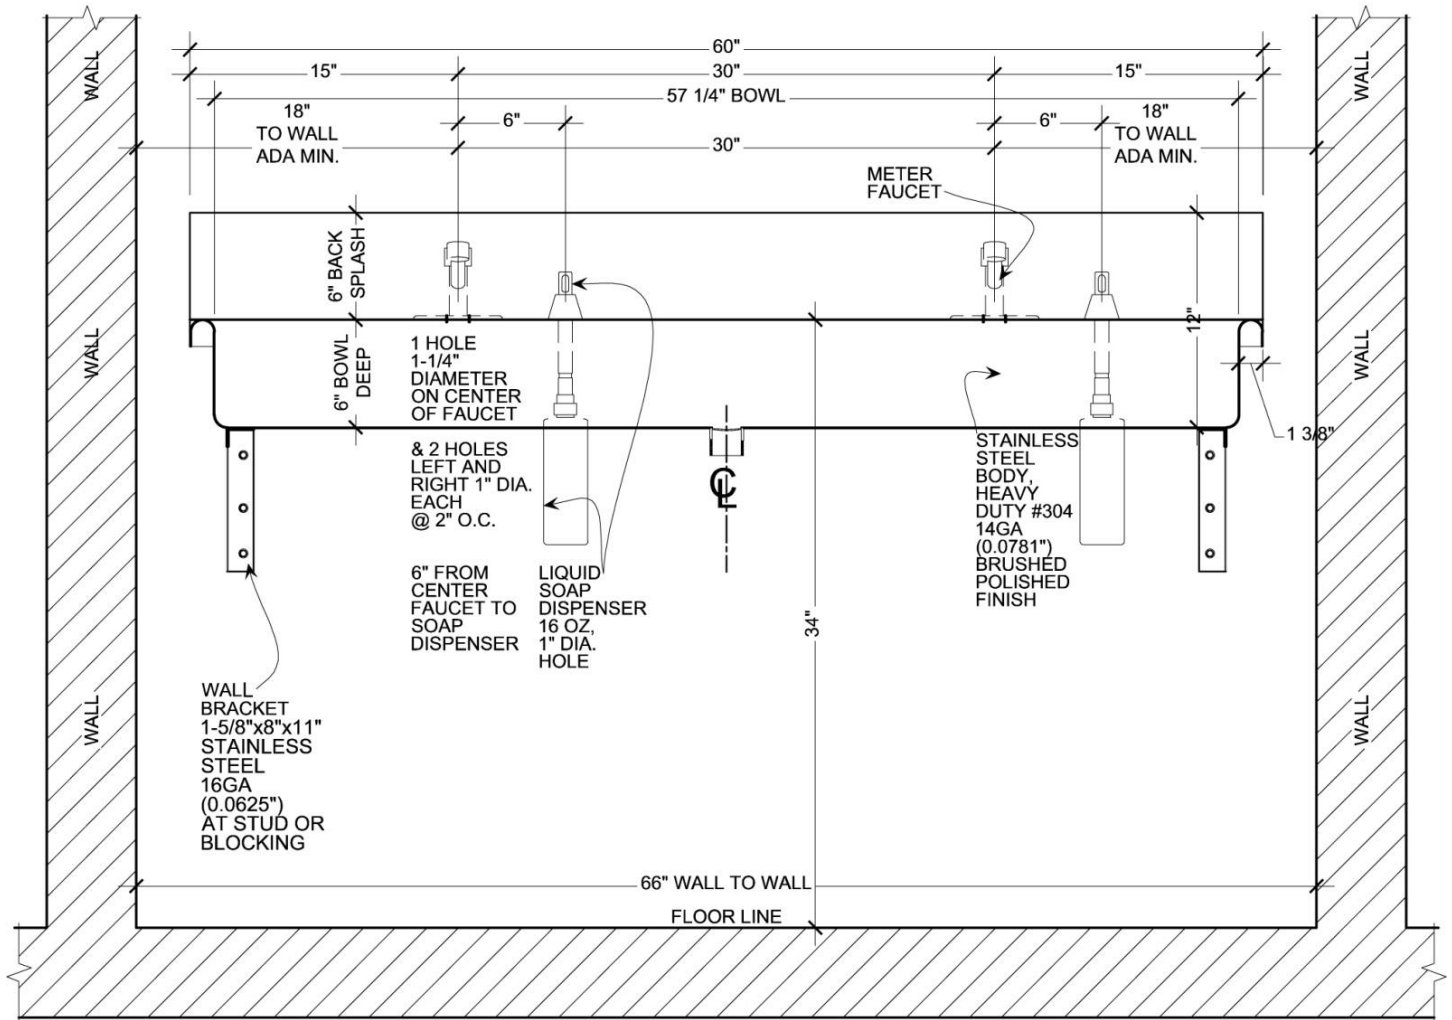 60"
15"
30"
15"
57 1/4" BOWL
18"
TO WALL
ADA MIN.
6"
30"
6"
18"
TO WALL
ADA MIN.
WALL
WALL
WALL
WALL
WALL
WALL
METER
FAUCET
6" BACK
SPLASH
6" BOWL
DEEP
12"
1 3/8"
1 HOLE
1-1/4"
DIAMETER
ON CENTER
OF FAUCET
& 2 HOLES
LEFT AND
RIGHT 1" DIA.
EACH
@ 2" O.C.
6" FROM
CENTER
FAUCET TO
SOAP
DISPENSER
LIQUID
SOAP
DISPENSER
16 OZ,
1" DIA.
HOLE
CL
STAINLESS
STEEL
BODY,
HEAVY
DUTY #304
14GA
(0.0781")
BRUSHED
POLISHED
FINISH
34"
WALL
BRACKET
1-5/8"x8"x11"
STAINLESS
STEEL
16GA
(0.0625")
AT STUD OR
BLOCKING
66" WALL TO WALL
FLOOR LINE